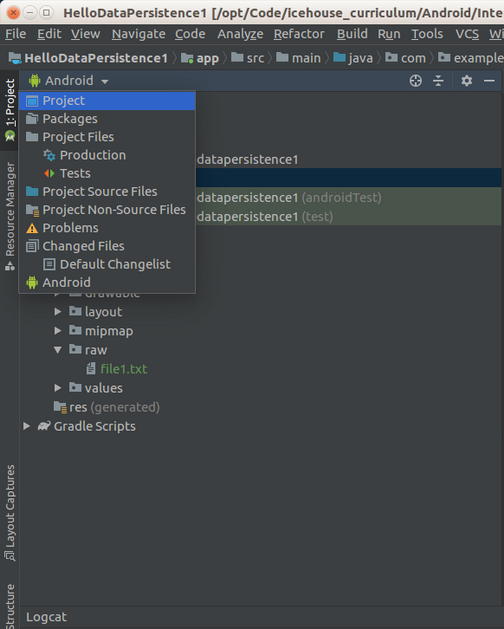 HelloDataPersistence1 [/opt/Code/icehouse_curriculum/Android/Inte
File Edit View Navigate Code Analyze Refactor Build Run Tools VCS Wi
HelloDataPersistence1 app src main java com example
Android
1: Project
Resource Manager
Project
Packages
Project Files
Production
datapersistence1
Tests
Project Source Files
datapersistence1 (androidTest)
Project Non-Source Files
datapersistence1 (test)
Problems
Changed Files
Default Changelist
Android
drawable
layout
mipmap
raw
file1.txt
values
res (generated)
Gradle Scripts
Layout Captures
Structure
Logcat